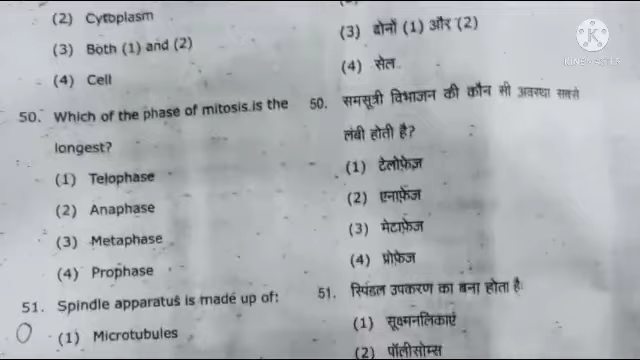 (2) Cytoplasm
(3) Both (1) and (2)
(4) Cell
50. Which of the phase of mitosis is the
longest?
(1) Telophase
(2) Anaphase
(3) Metaphase
(4) Prophase
51. Spindle apparatus is made up of:
(1) Microtubules
(3) दोनों (1) और (2)
(4) सेल
50. समसूत्री विभाजन की कौन सी अवस्था सबसे
लंबी होती है?
(1) टेलोफ़ेज़
(2) एनाफ़ेज
(3) मेटाफ़ेज
(4) प्रोफ़ेज
51. स्पिंडल उपकरण का बना होता है
(1) सूक्ष्मनलिकाएं
(2) पॉलीसोम्स
KINEMASTER